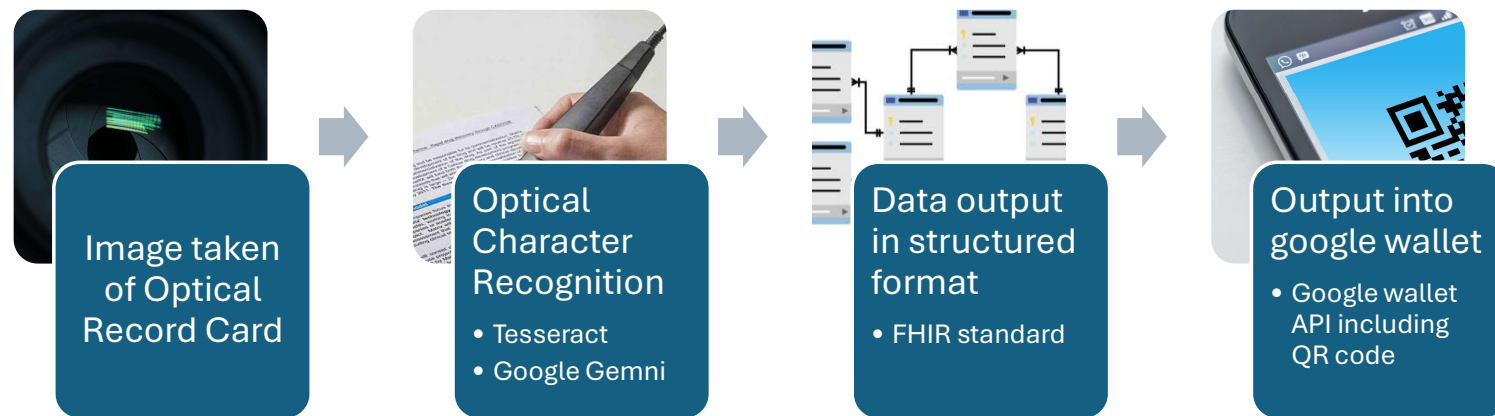 Image taken
of Optical
Record Card
Optical
Character
Recognition
• Tesseract
• Google Gemni
Data output
in structured
format
• FHIR standard
Output into
google wallet
• Google wallet
API including
QR code